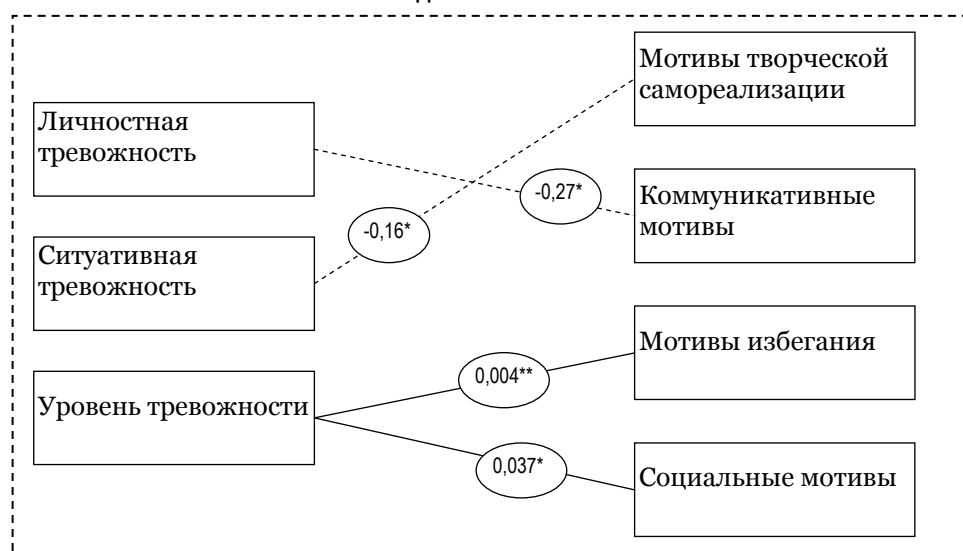 Мотивы творческой
самореализации
Личностная
тревожность
-0,27*
Коммуникативные
мотивы
-0,16*
Ситуативная
тревожность
Мотивы избегания
0,004**
Уровень тревожности
0,037*
Социальные мотивы